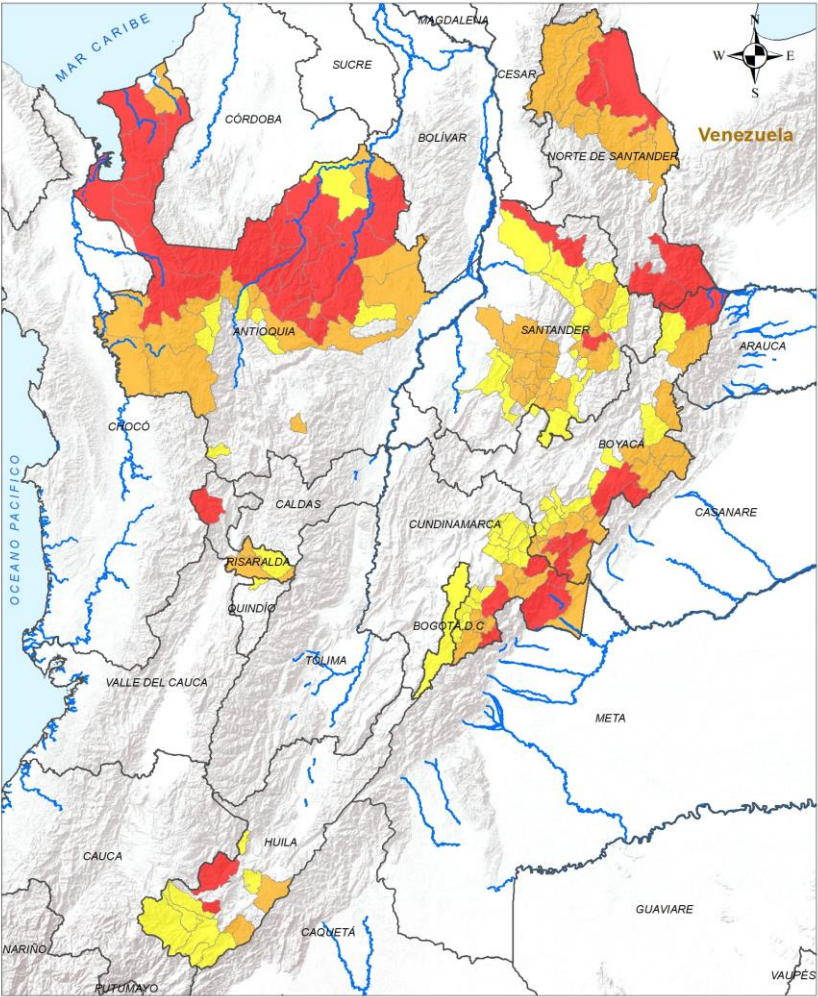 MAGDALENA
N
MAR CARIBE
W
E
SUCRE
CESAR
S
CÓRDOBA
BOLÍVAR
Venezuela
NORTE DE SANTANDER
ANTIOQUIA
SANTANDER
ARAUCA
CHOCÓ
BOYACÁ
OCEANO PACIFICO
CALDAS
CASANARE
CUNDINAMARCA
RISARALDA
QUINDÍO
BOGOTÁ,D.C
TOLIMA
VALLE DEL CAUCA
META
HUILA
CAUCA
GUAVIARE
CAQUETÁ
NARIÑO
VAUPÉS
PUTUMAYO